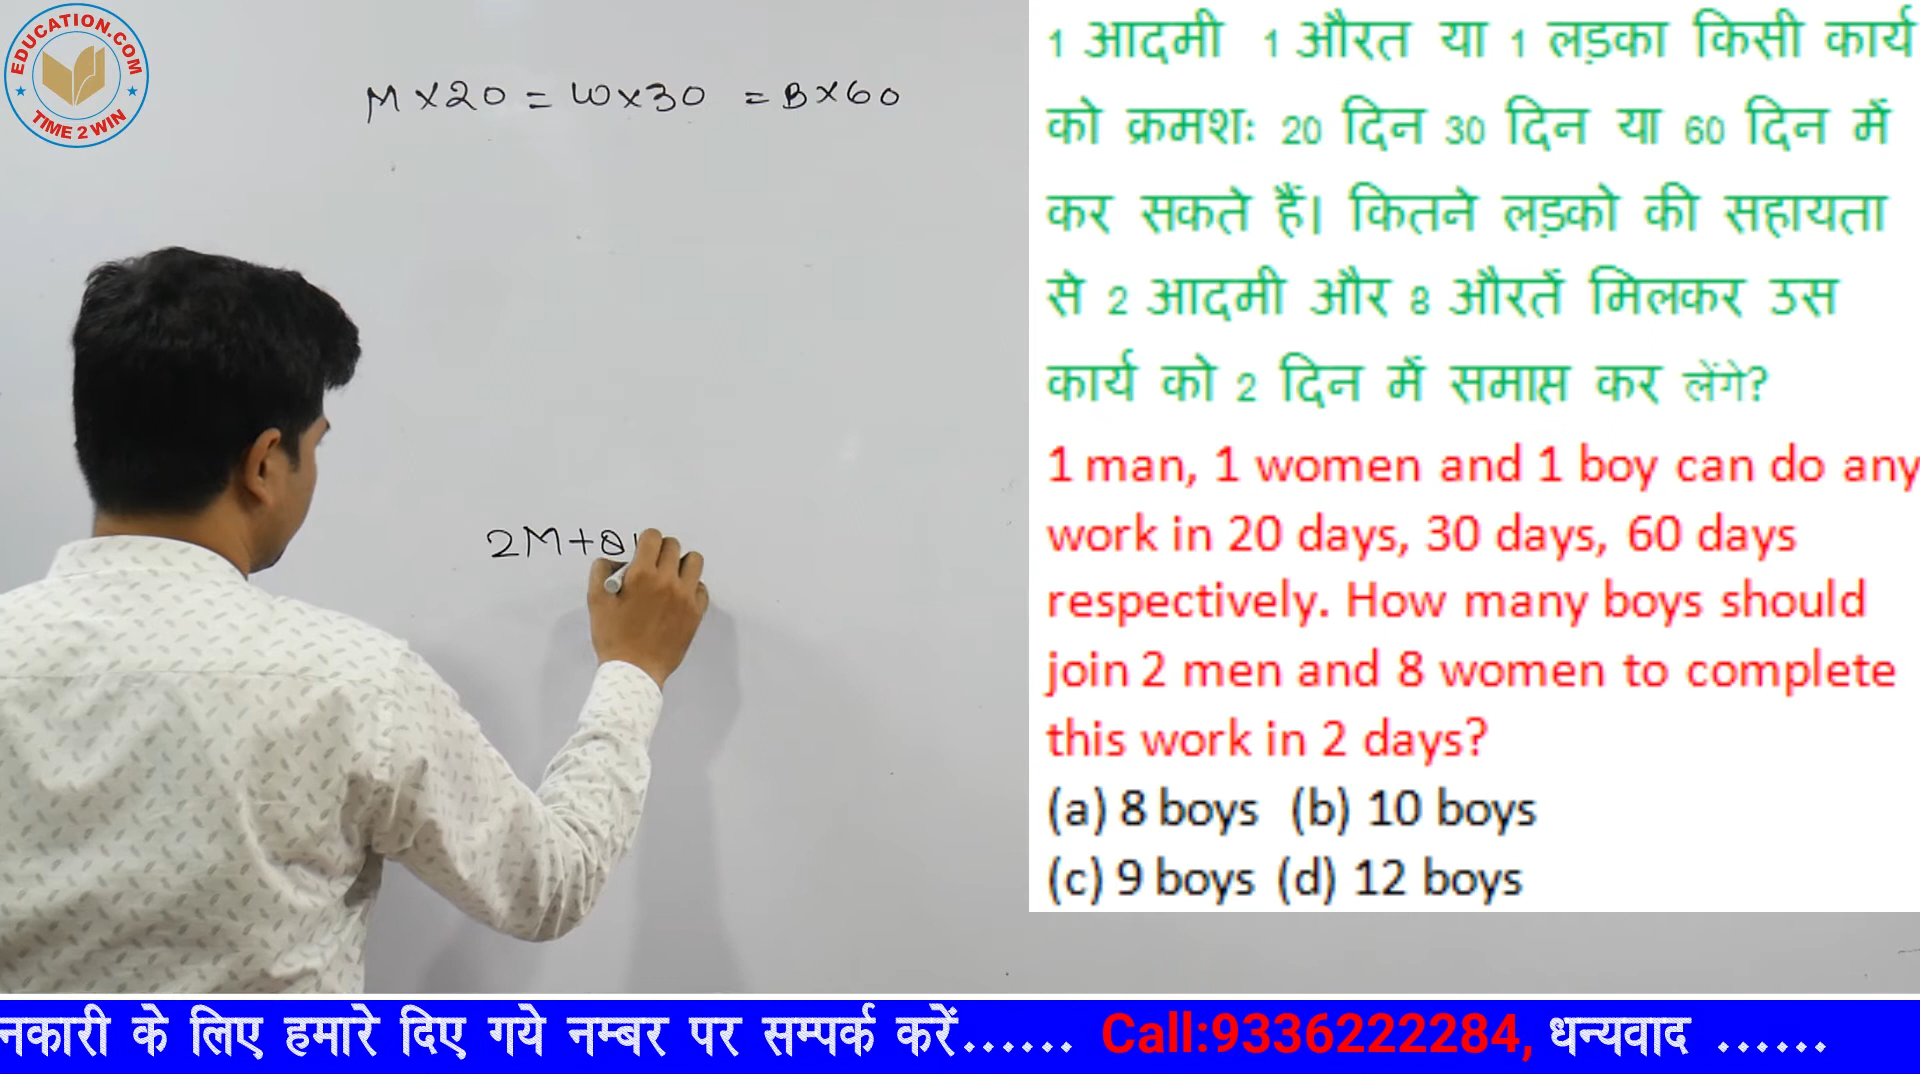 EDUCATION.COM
TIME 2 WIN
M×20 = W×30 = B×60
2M+8
1 आदमी 1 औरत या 1 लड़का किसी कार्य
को क्रमशः 20 दिन 30 दिन या 60 दिन में
कर सकते हैं। कितने लड़को की सहायता
से 2 आदमी और 8 औरतें मिलकर उस
कार्य को 2 दिन में समाप्त कर लेंगे?
1 man, 1 women and 1 boy can do any
work in 20 days, 30 days, 60 days
respectively. How many boys should
join 2 men and 8 women to complete
this work in 2 days?
(a) 8 boys (b) 10 boys
(c) 9 boys (d) 12 boys
नकारी के लिए हमारे दिए गये नम्बर पर सम्पर्क करें...... Call:9336222284, धन्यवाद ......